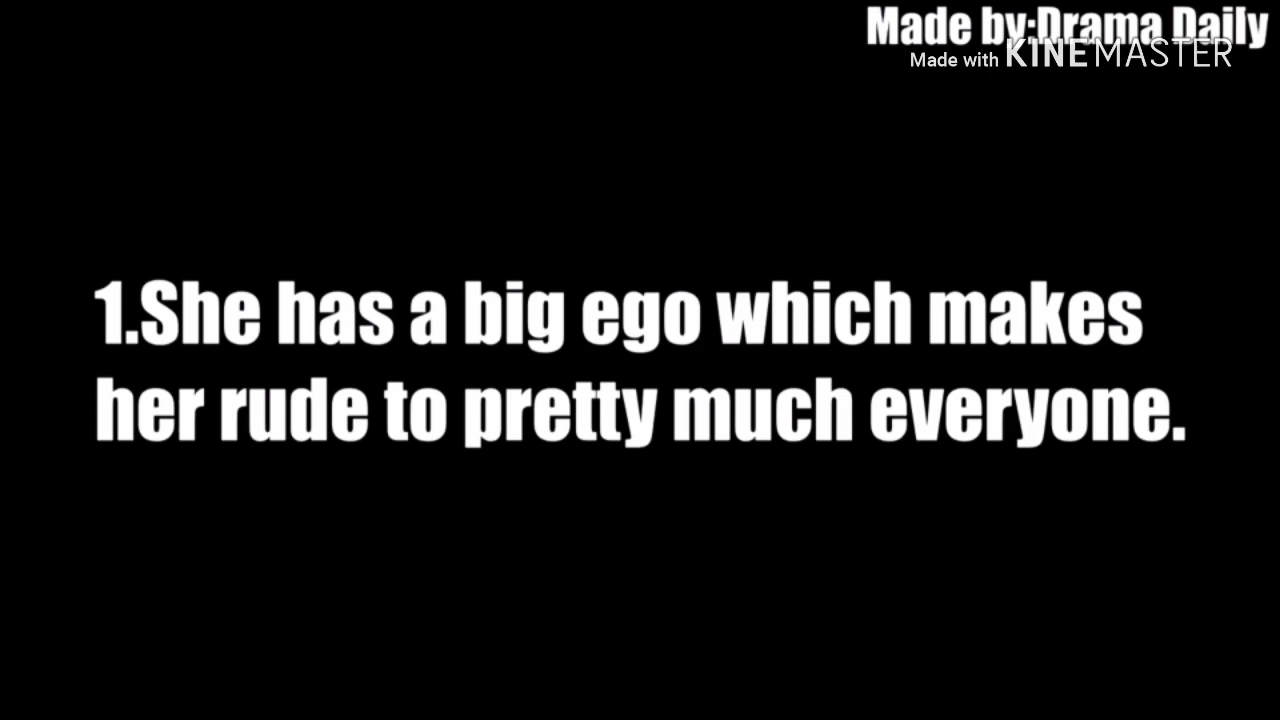 Made by:Drama Daily
Made with KINEMASTER
1.She has a big ego which makes
her rude to pretty much everyone.